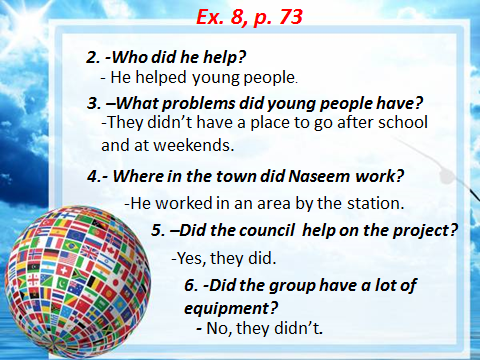 Ex. 8, p. 73
2. -Who did he help?
- He helped young people.
3. –What problems did young people have?
-They didn't have a place to go after school
and at weekends.
4.- Where in the town did Naseem work?
-He worked in an area by the station.
5. –Did the council help on the project?
-Yes, they did.
6. -Did the group have a lot of
equipment?
- No, they didn't.